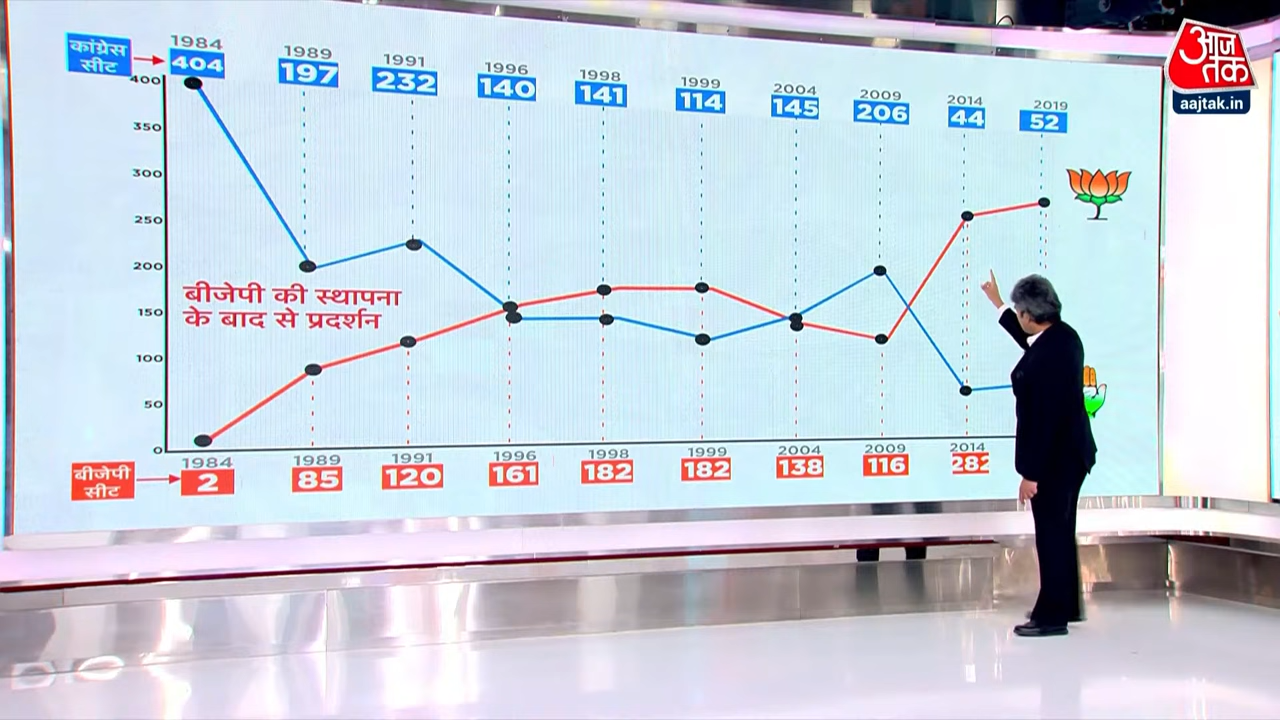 कांग्रेस
सीट
1984 1989 1991 1996 1998 1999 2004 2009 2014 2019
404 197 232 140 141 114 145 206 44 52
400
350
300
250
200
150
100
50
0
बीजेपी की स्थापना
के बाद से प्रदर्शन
1984 1989 1991 1996 1998 1999 2004 2009 2014
बीजेपी
सीट
2 85 120 161 182 182 138 116 282
आज
तक
aajtak.in